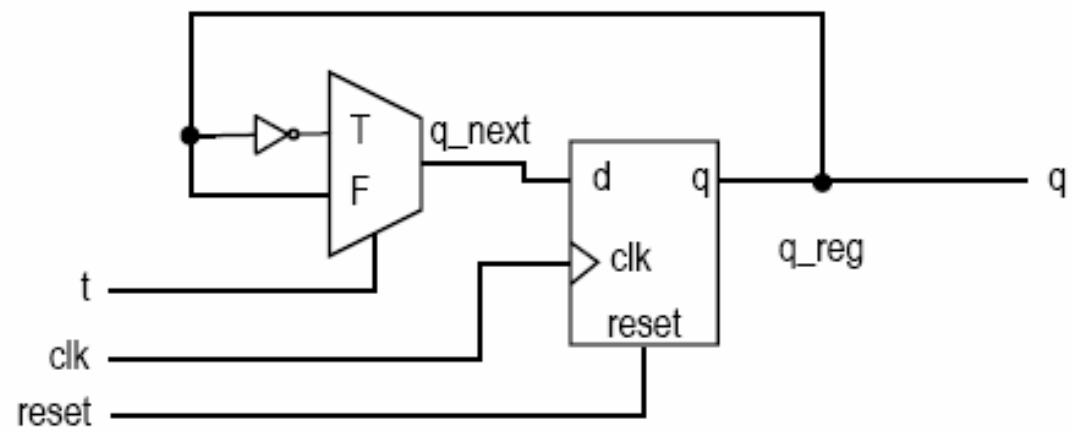 T
q_next
F
d
q
q
q_reg
clk
t
reset
clk
reset